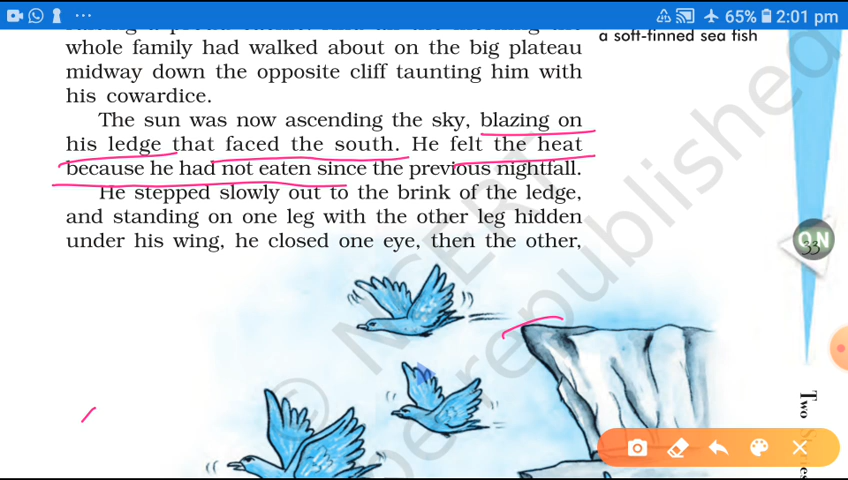 65% 2:01 pm
whole family had walked about on the big plateau
midway down the opposite cliff taunting him with
his cowardice.
a soft-finned sea fish
The sun was now ascending the sky, blazing on
his ledge that faced the south. He felt the heat
because he had not eaten since the previous nightfall.
He stepped slowly out to the brink of the ledge,
and standing on one leg with the other leg hidden
under his wing, he closed one eye, then the other,
ON
33
© NCERT
be republished
Two